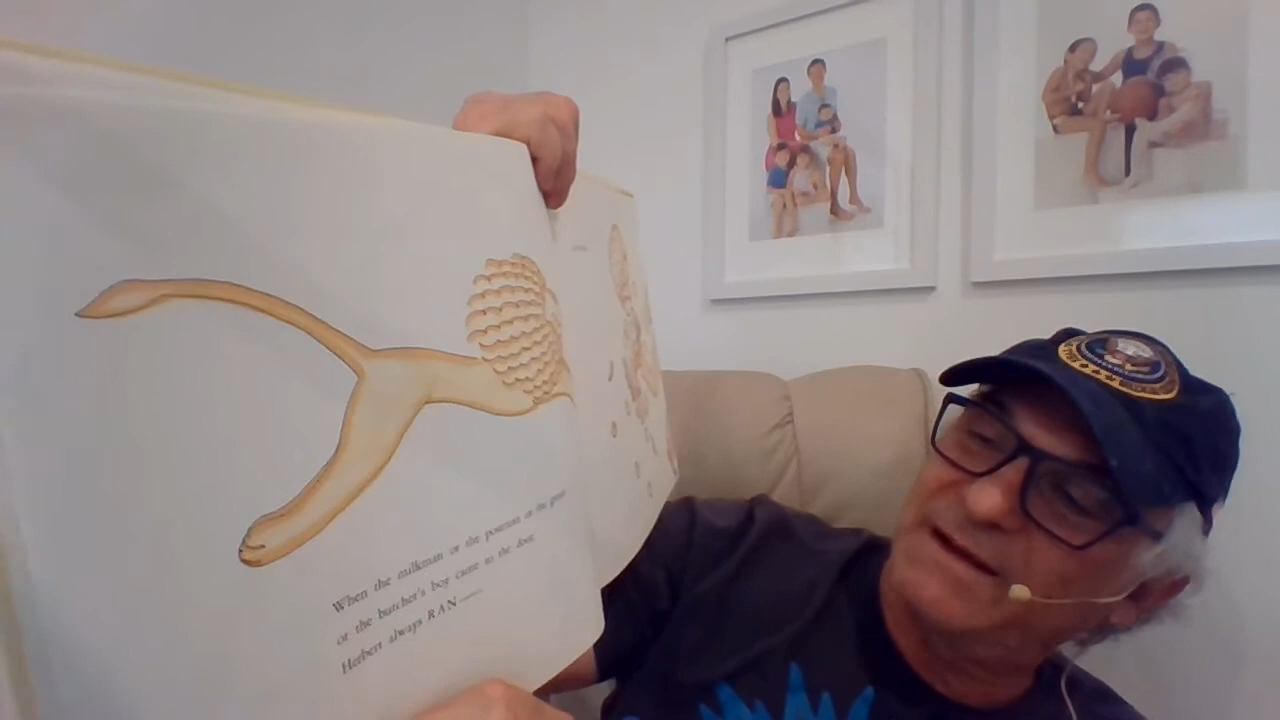 When the milkman or the postman or the grocer
or the butcher's boy came to the door,
Herbert always RAN—